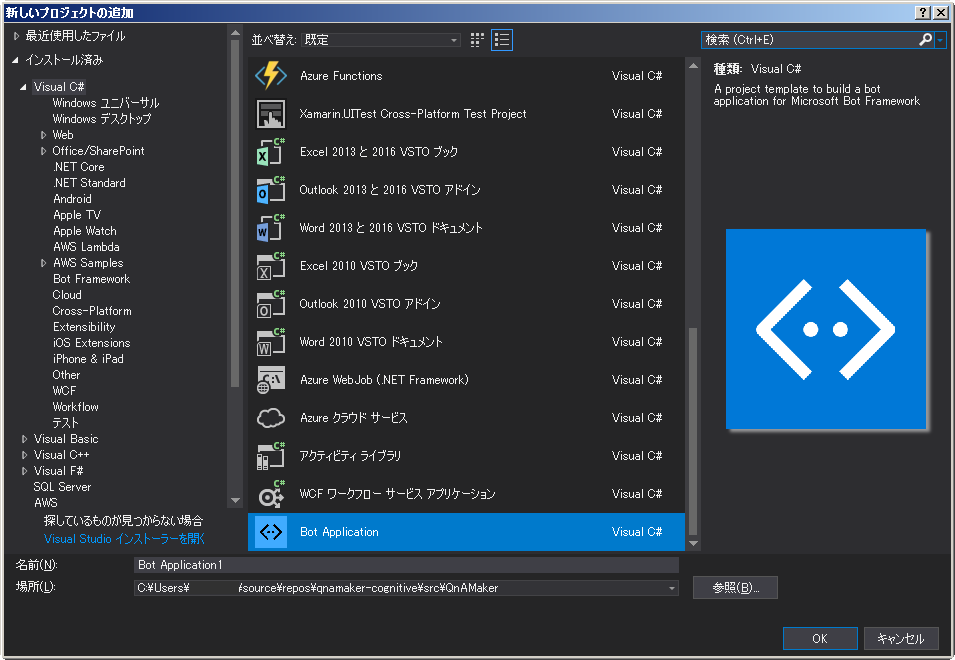 新しいプロジェクトの追加
最近使用したファイル
インストール済み
Visual C#
Windows ユニバーサル
Windows デスクトップ
Web
Office/SharePoint
.NET Core
.NET Standard
Android
Apple TV
Apple Watch
AWS Lambda
AWS Samples
Bot Framework
Cloud
Cross-Platform
Extensibility
iOS Extensions
iPhone & iPad
Other
WCF
Workflow
テスト
Visual Basic
Visual C++
Visual F#
SQL Server
AWS
探しているものが見つからない場合
Visual Studio インストーラーを開く
並べ替え: 既定
Azure Functions Visual C#
Xamarin.UITest Cross-Platform Test Project Visual C#
Excel 2013 と 2016 VSTO ブック Visual C#
Outlook 2013 と 2016 VSTO アドイン Visual C#
Word 2013 と 2016 VSTO ドキュメント Visual C#
Excel 2010 VSTO ブック Visual C#
Outlook 2010 VSTO アドイン Visual C#
Word 2010 VSTO ドキュメント Visual C#
Azure WebJob (.NET Framework) Visual C#
Azure クラウド サービス Visual C#
アクティビティ ライブラリ Visual C#
WCF ワークフロー サービス アプリケーション Visual C#
Bot Application Visual C#
検索 (Ctrl+E)
種類: Visual C#
A project template to build a bot
application for Microsoft Bot Framework
名前(N): Bot Application1
場所(L): C:¥Users¥ ¥source¥repos¥qnamaker-cognitive¥src¥QnAMaker
参照(B)...
OK キャンセル